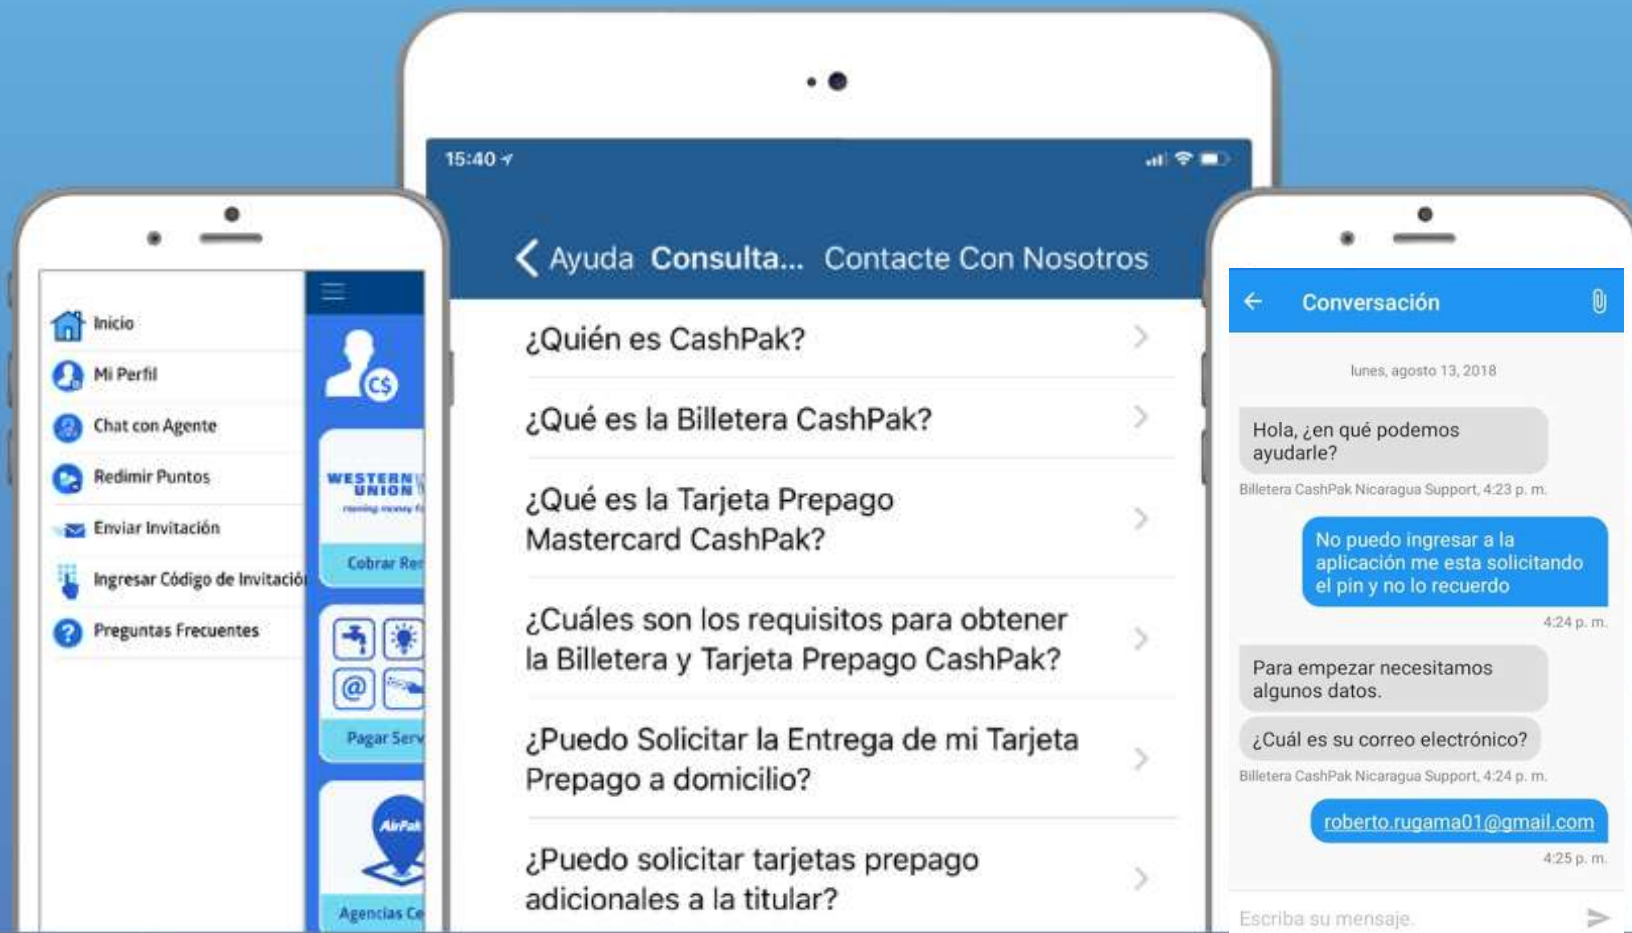 Inicio
Mi Perfil
Chat con Agente
Redimir Puntos
Enviar Invitación
Ingresar Código de Invitació
Preguntas Frecuentes
C$
WESTERN
UNION
moving money
Cobrar
@
Pagar
AirPak
Agencias
15:40
Ayuda Consulta... Contacte Con Nosotros
¿Quién es CashPak?
¿Qué es la Billetera CashPak?
¿Qué es la Tarjeta Prepago
Mastercard CashPak?
¿Cuáles son los requisitos para obtener
la Billetera y Tarjeta Prepago CashPak?
¿Puedo Solicitar la Entrega de mi Tarjeta
Prepago a domicilio?
¿Puedo solicitar tarjetas prepago
adicionales a la titular?
Conversación
lunes, agosto 13, 2018
Hola, ¿en qué podemos
ayudarle?
Billetera CashPak Nicaragua Support, 4:23 p. m.
No puedo ingresar a la
aplicación me esta solicitando
el pin y no lo recuerdo
4:24 p. m.
Para empezar necesitamos
algunos datos.
¿Cuál es su correo electrónico?
Billetera CashPak Nicaragua Support, 4:24 p. m.
roberto.rugama01@gmail.com
4:25 p. m.
Escriba su mensaje.